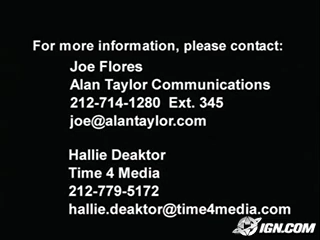 For more information, please contact:
Joe Flores
Alan Taylor Communications
212-714-1280 Ext. 345
joe@alantaylor.com
Hallie Deaktor
Time 4 Media
212-779-5172
hallie.deaktor@time4media.com
IGN.COM